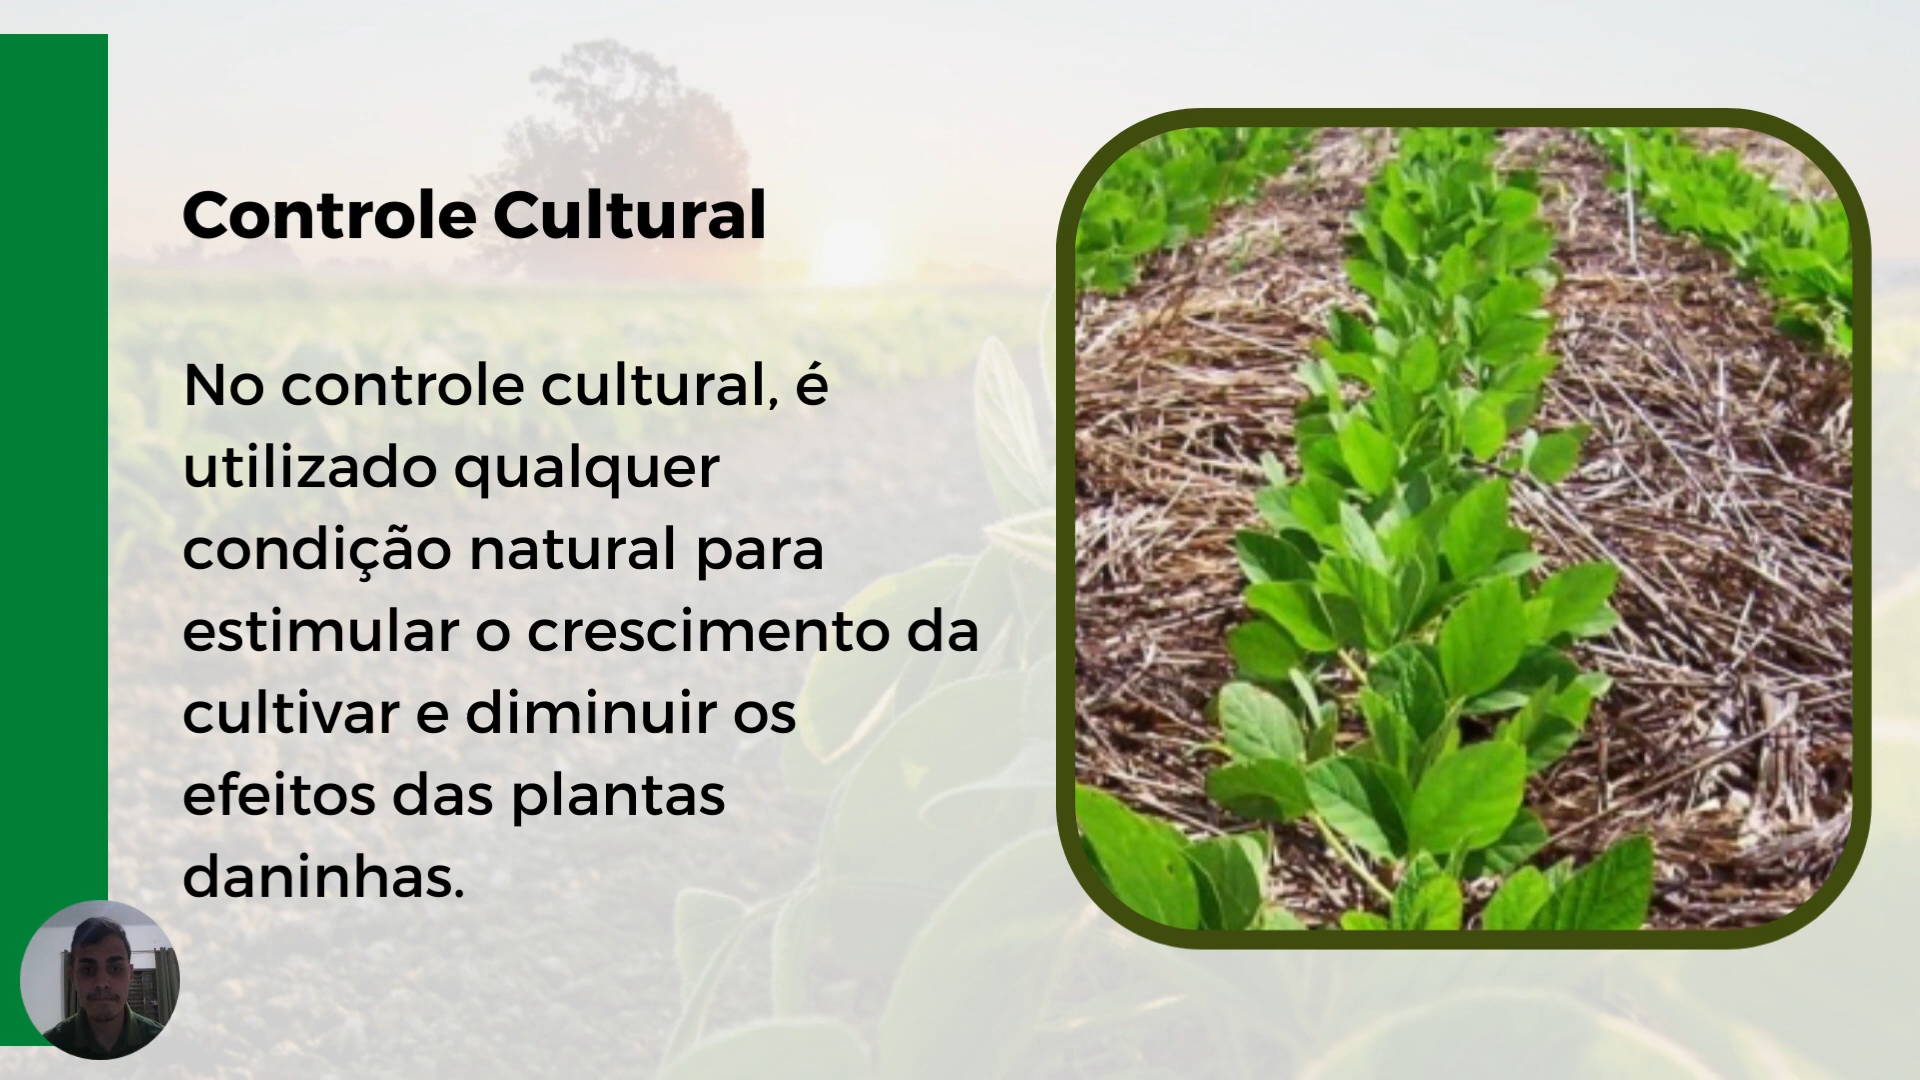 Controle Cultural
No controle cultural, é
utilizado qualquer
condição natural para
estimular o crescimento da
cultivar e diminuir os
efeitos das plantas
daninhas.